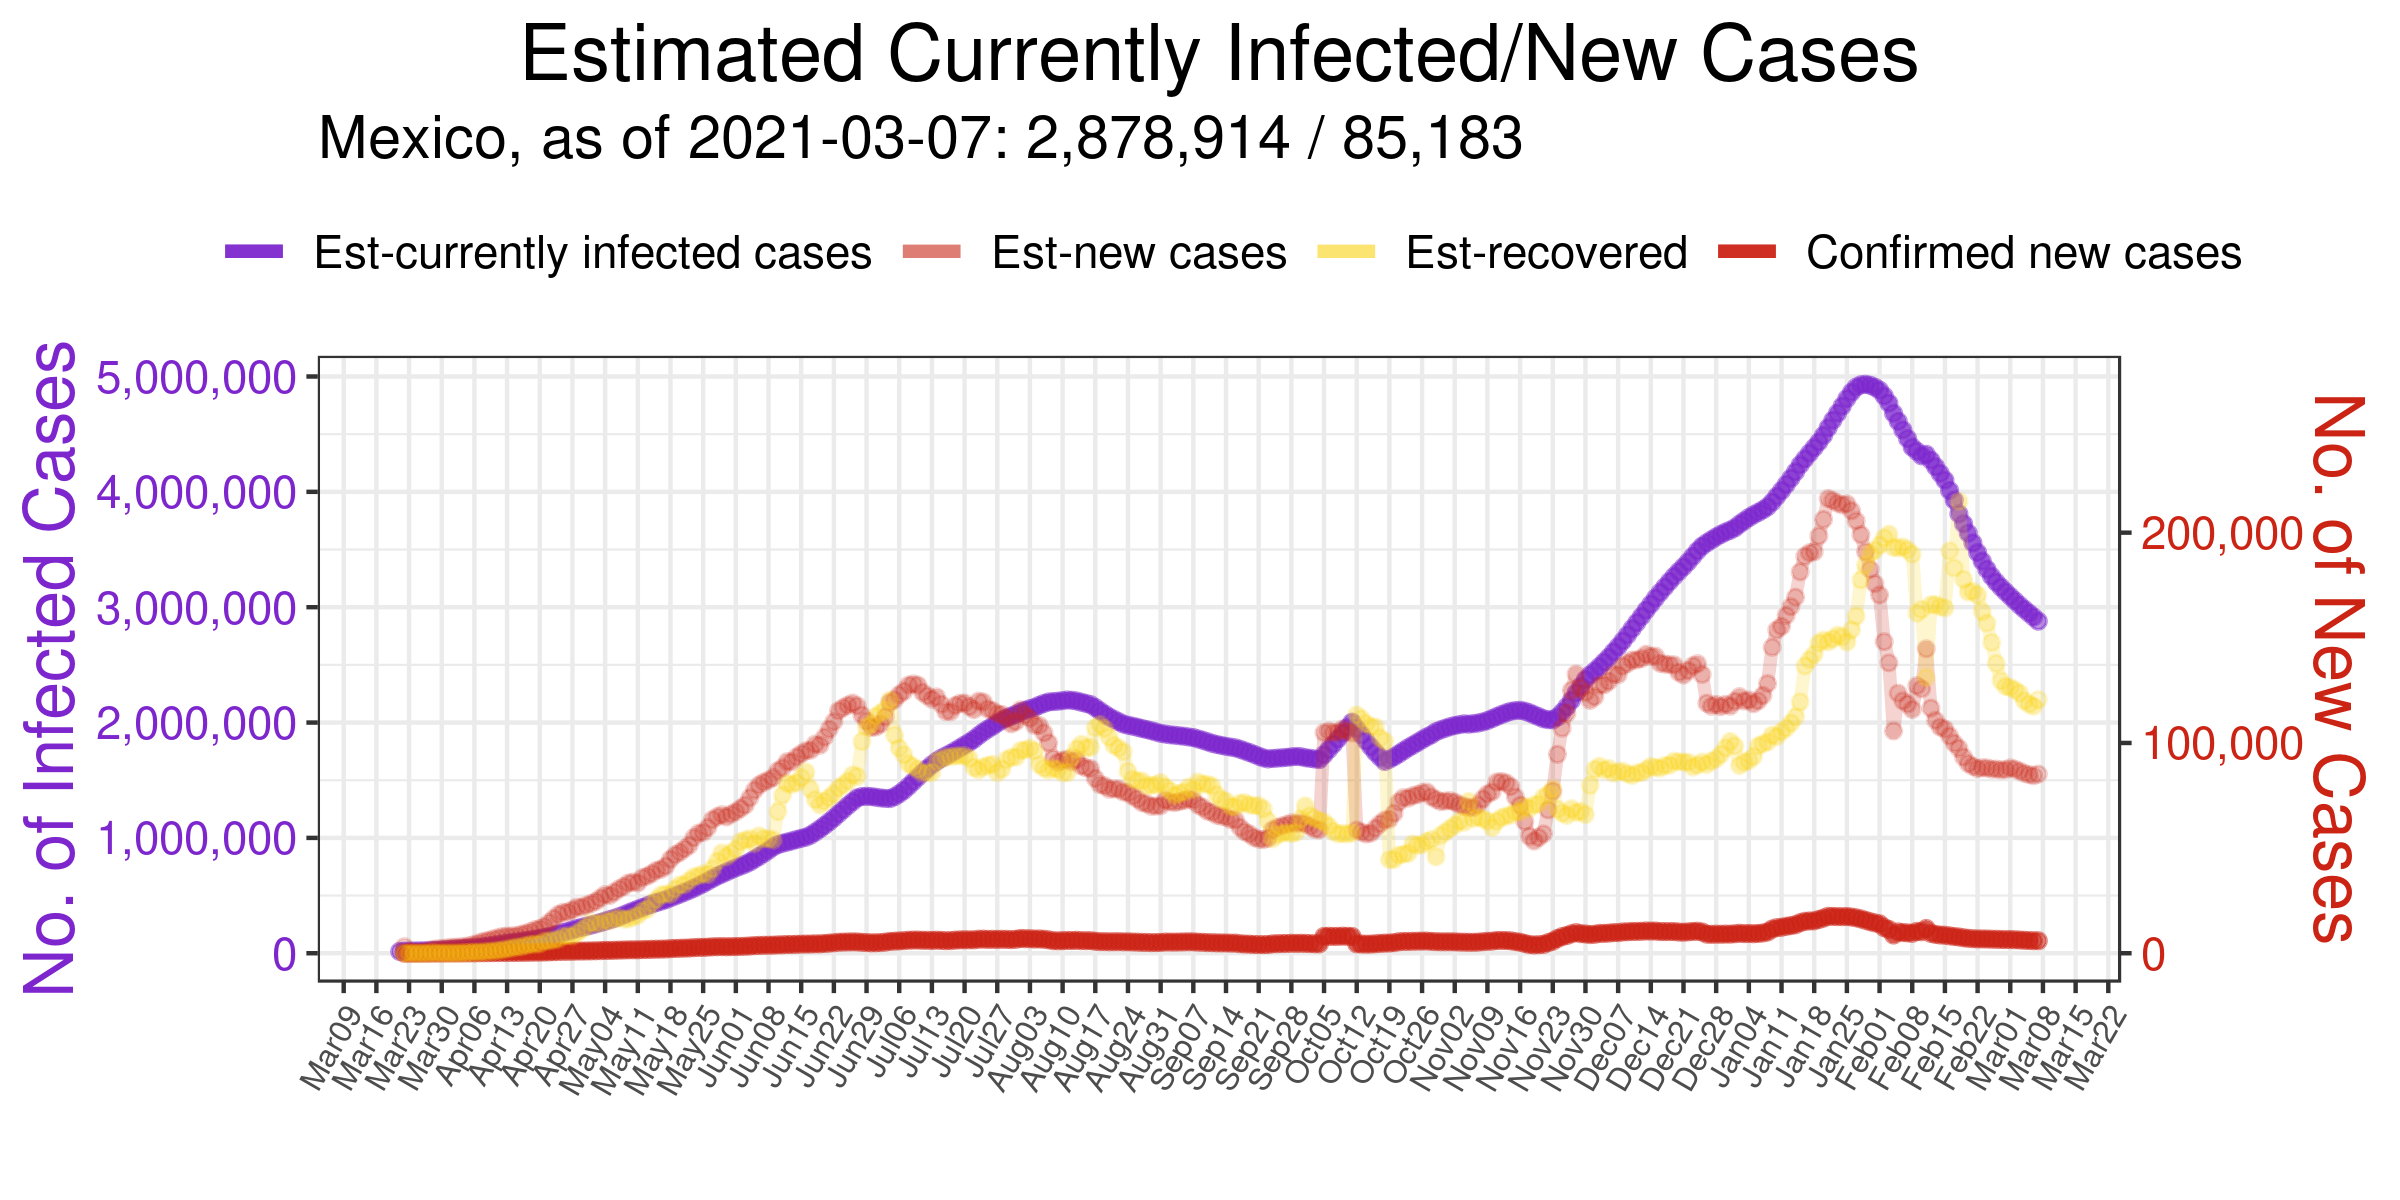 Estimated Currently Infected/New Cases
Mexico, as of 2021-03-07: 2,878,914 / 85,183
Est-currently infected cases Est-new cases Est-recovered Confirmed new cases
No. of Infected Cases
5,000,000
4,000,000
3,000,000
2,000,000
1,000,000
0
200,000
100,000
0
No. of New Cases
Mar09 Mar16 Mar23 Mar30 Apr06 Apr13 Apr20 Apr27 May04 May11 May18 May25 Jun01 Jun08 Jun15 Jun22 Jun29 Jul06 Jul13 Jul20 Jul27 Aug03 Aug10 Aug17 Aug24 Aug31 Sep07 Sep14 Sep21 Sep28 Oct05 Oct12 Oct19 Oct26 Nov02 Nov09 Nov16 Nov23 Nov30 Dec07 Dec14 Dec21 Dec28 Jan04 Jan11 Jan18 Jan25 Feb01 Feb08 Feb15 Feb22 Mar01 Mar08 Mar15 Mar22